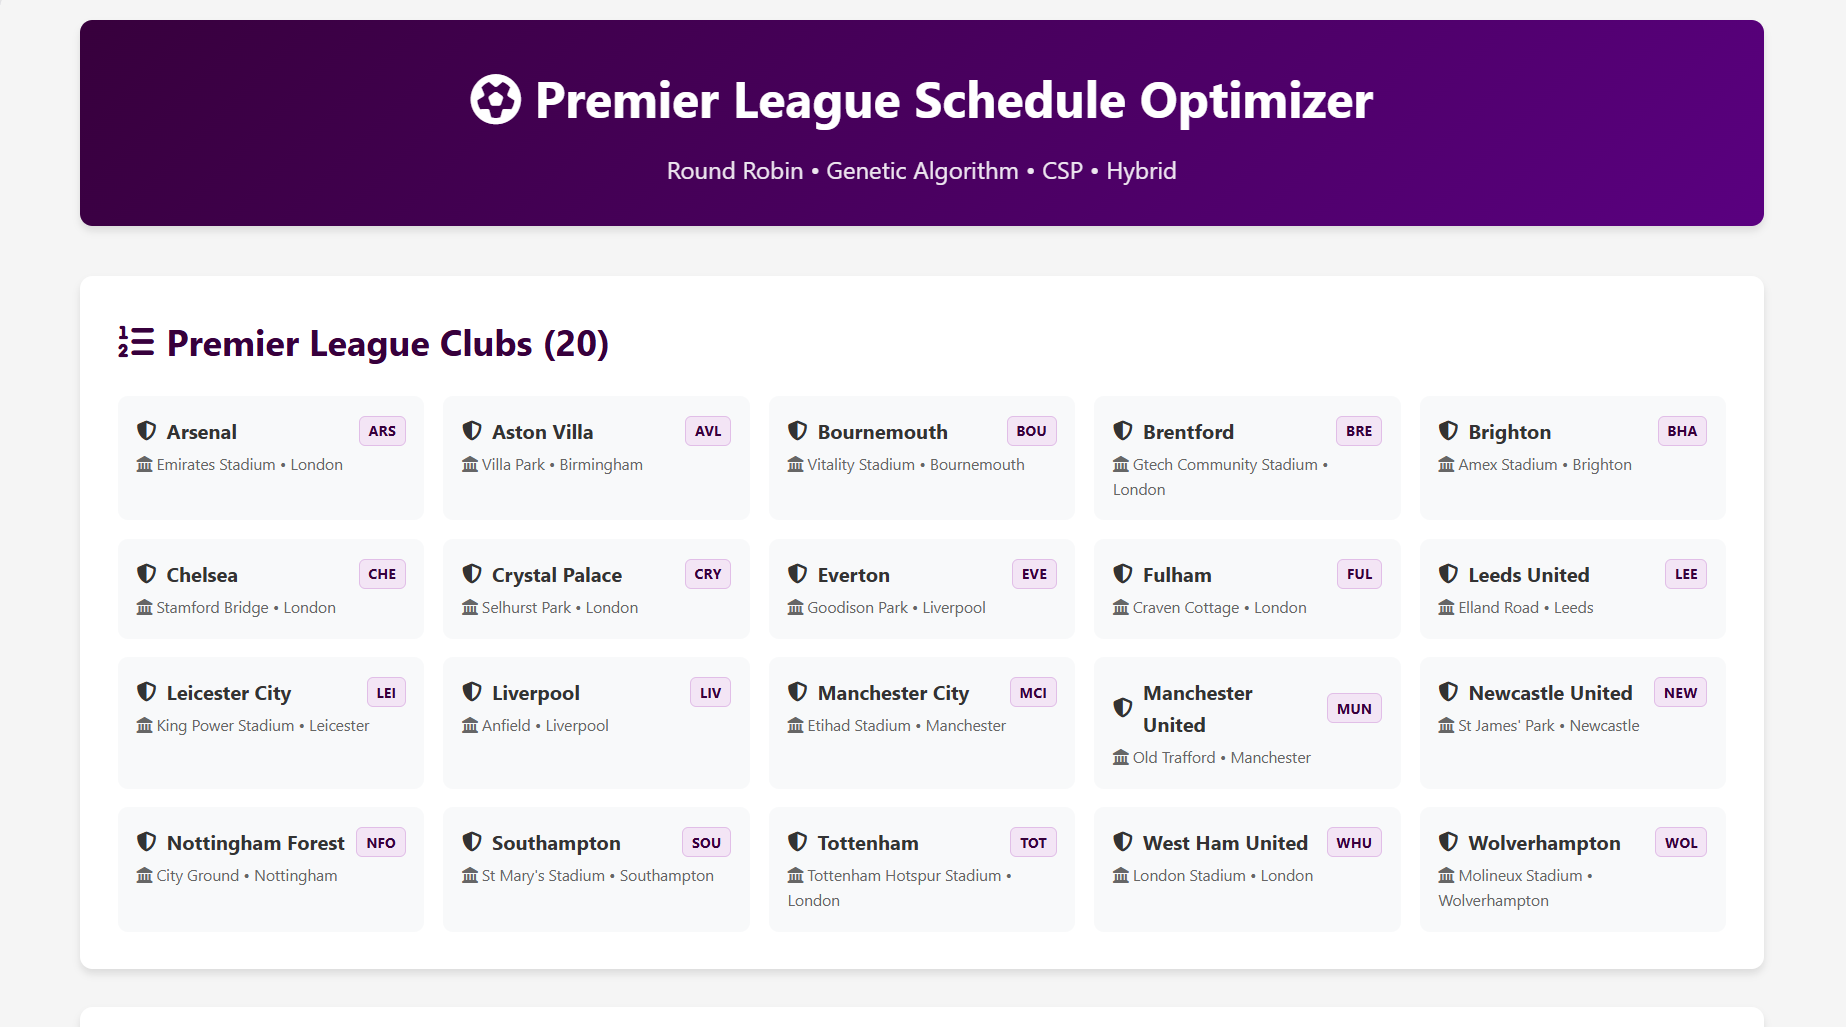 Premier League Schedule Optimizer
Round Robin • Genetic Algorithm • CSP • Hybrid
Premier League Clubs (20)
Arsenal ARS
Emirates Stadium • London
Aston Villa AVL
Villa Park • Birmingham
Bournemouth BOU
Vitality Stadium • Bournemouth
Brentford BRE
Gtech Community Stadium •
London
Brighton BHA
Amex Stadium • Brighton
Chelsea CHE
Stamford Bridge • London
Crystal Palace CRY
Selhurst Park • London
Everton EVE
Goodison Park • Liverpool
Fulham FUL
Craven Cottage • London
Leeds United LEE
Elland Road • Leeds
Leicester City LEI
King Power Stadium • Leicester
Liverpool LIV
Anfield • Liverpool
Manchester City MCI
Etihad Stadium • Manchester
Manchester
United MUN
Old Trafford • Manchester
Newcastle United NEW
St James' Park • Newcastle
Nottingham Forest NFO
City Ground • Nottingham
Southampton SOU
St Mary's Stadium • Southampton
Tottenham TOT
Tottenham Hotspur Stadium •
London
West Ham United WHU
London Stadium • London
Wolverhampton WOL
Molineux Stadium •
Wolverhampton